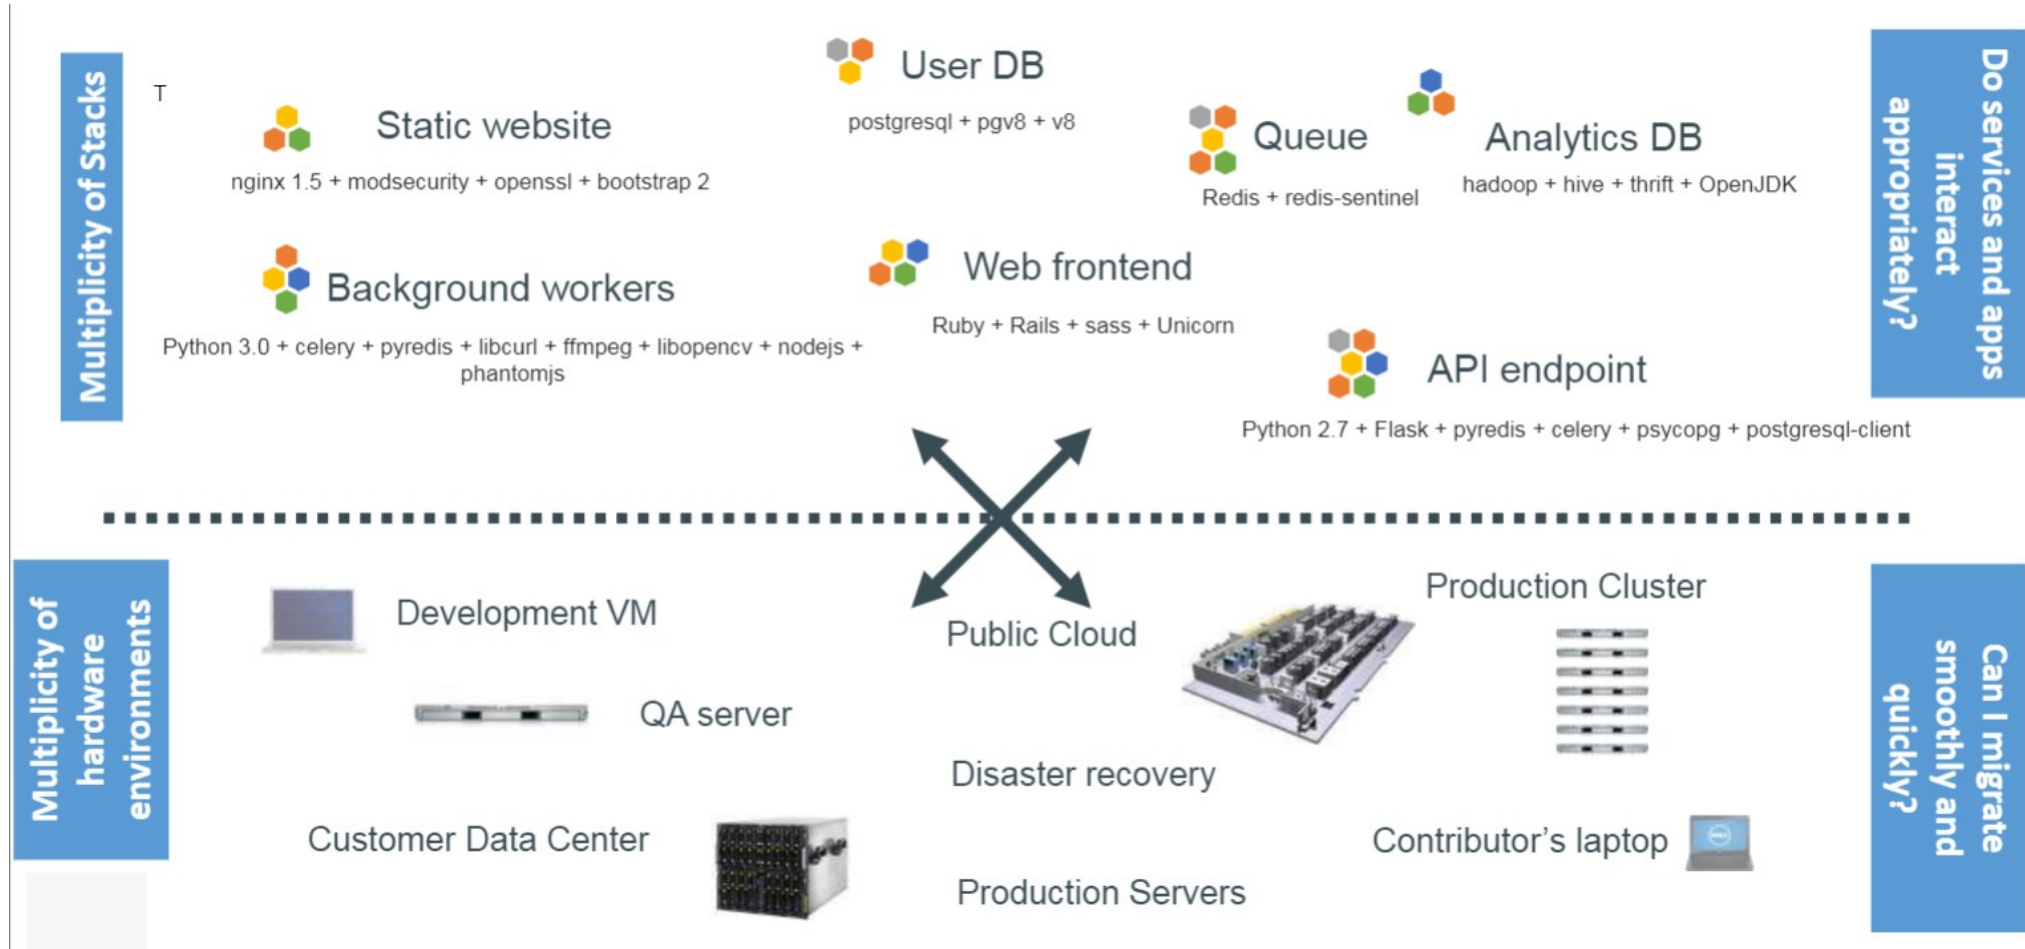 Multiplicity of Stacks
T
Static website
nginx 1.5 + modsecurity + openssl + bootstrap 2
Background workers
Python 3.0 + celery + pyredis + libcurl + ffmpeg + libopencv + nodejs +
phantomjs
User DB
postgresql + pgv8 + v8
Web frontend
Ruby + Rails + sass + Unicorn
Queue
Redis + redis-sentinel
Analytics DB
hadoop + hive + thrift + OpenJDK
API endpoint
Python 2.7 + Flask + pyredis + celery + psycopg + postgresql-client
Do services and apps
interact
appropriately?
Multiplicity of
hardware
environments
Development VM
QA server
Customer Data Center
Public Cloud
Disaster recovery
Production Servers
Production Cluster
Contributor’s laptop
DELL
Can I migrate
smoothly and
quickly?